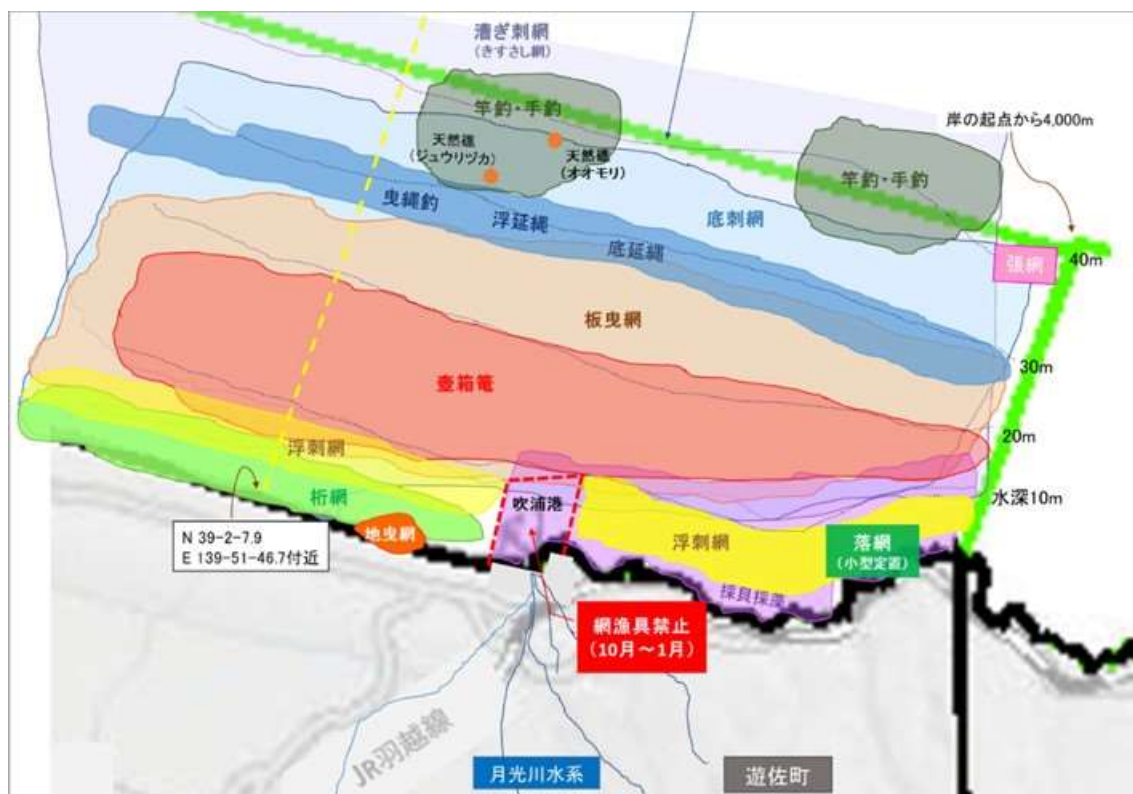 漕ぎ刺網
(きすさし網)
竿釣・手釣
岸の起点から4,000m
天然礁
(ジュウリヅカ)
天然礁
(オオモリ)
竿釣・手釣
曳縄釣
浮延縄
底刺網
底延縄
張網
40m
板曳網
30m
壺箱篭
20m
浮刺網
水深10m
桁網
吹浦港
地曳網
浮刺網
落網
(小型定置)
N 39-2-7.9
E 139-51-46.7付近
採貝採藻
網漁具禁止
(10月～1月)
JR羽越線
月光川水系
遊佐町